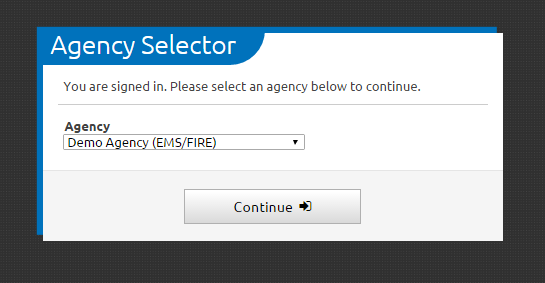 Agency Selector
You are signed in. Please select an agency below to continue.
Agency
Demo Agency (EMS/FIRE)
Continue